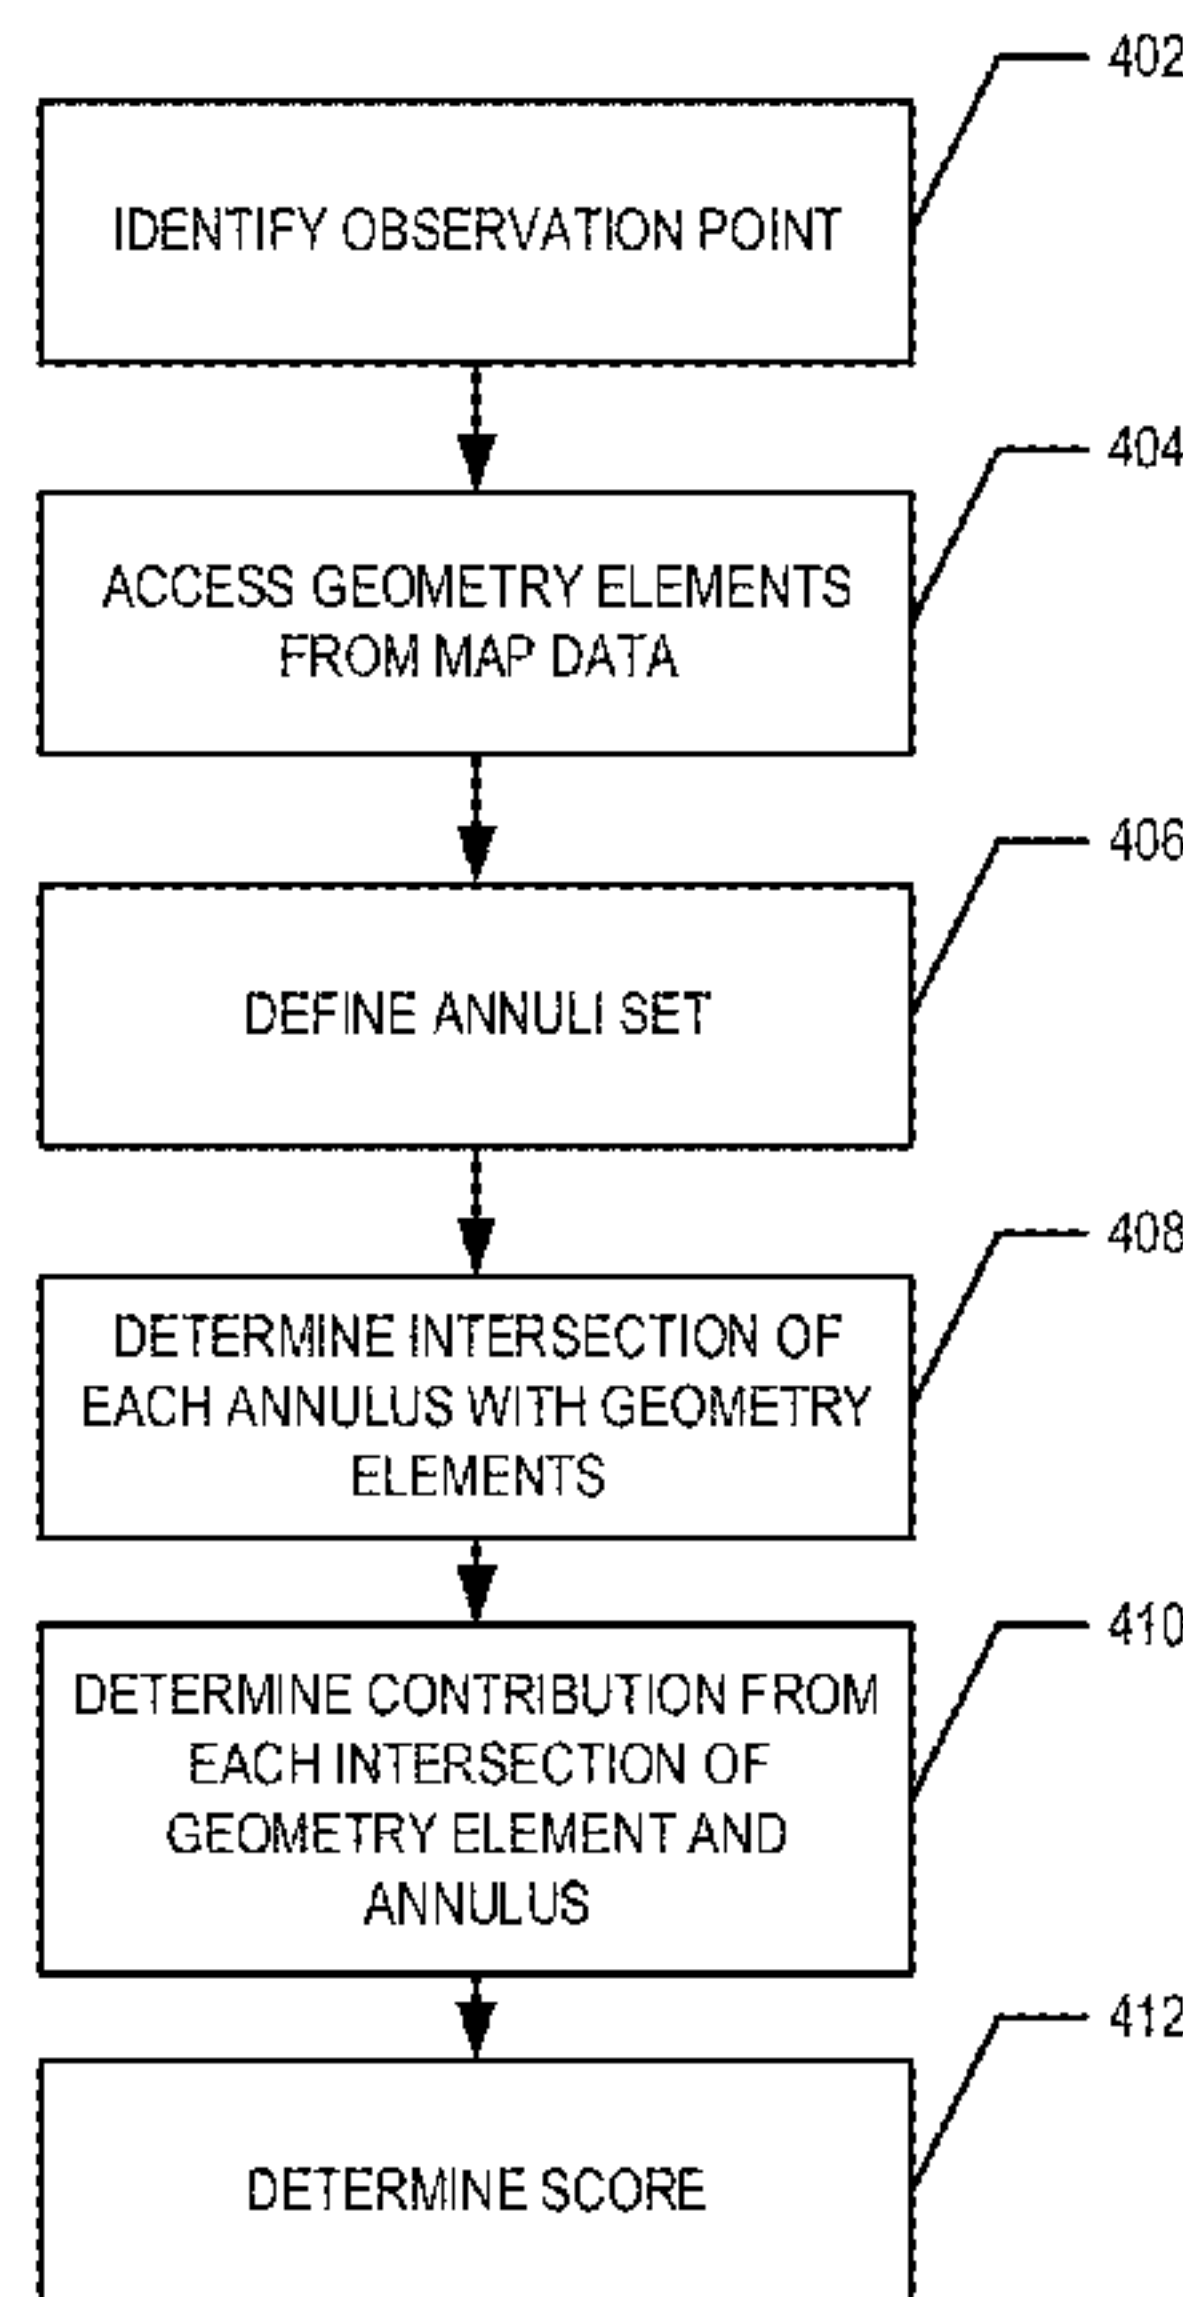 402
IDENTIFY OBSERVATION POINT
404
ACCESS GEOMETRY ELEMENTS
FROM MAP DATA
406
DEFINE ANNULI SET
408
DETERMINE INTERSECTION OF
EACH ANNULUS WITH GEOMETRY
ELEMENTS
410
DETERMINE CONTRIBUTION FROM
EACH INTERSECTION OF
GEOMETRY ELEMENT AND
ANNULUS
412
DETERMINE SCORE